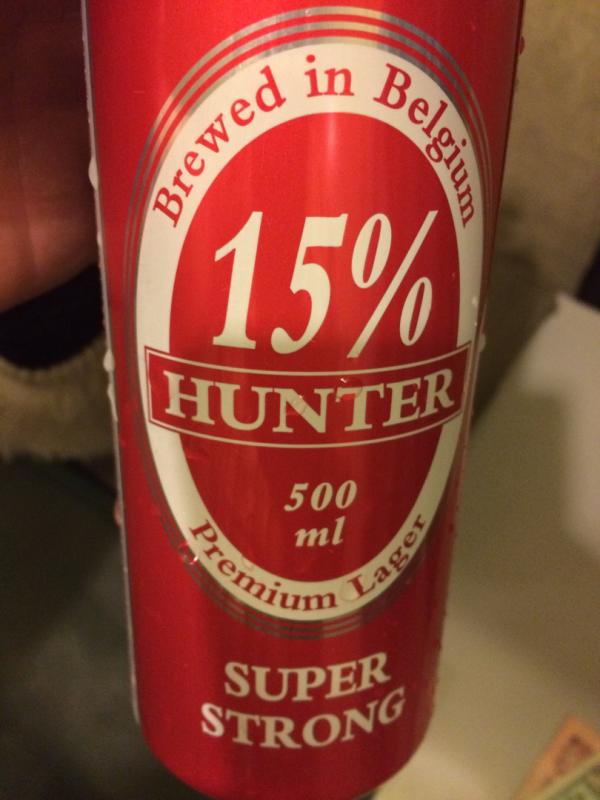 Brewed in Belgium
15%
HUNTER
500
ml
Premium Lager
SUPER
STRONG